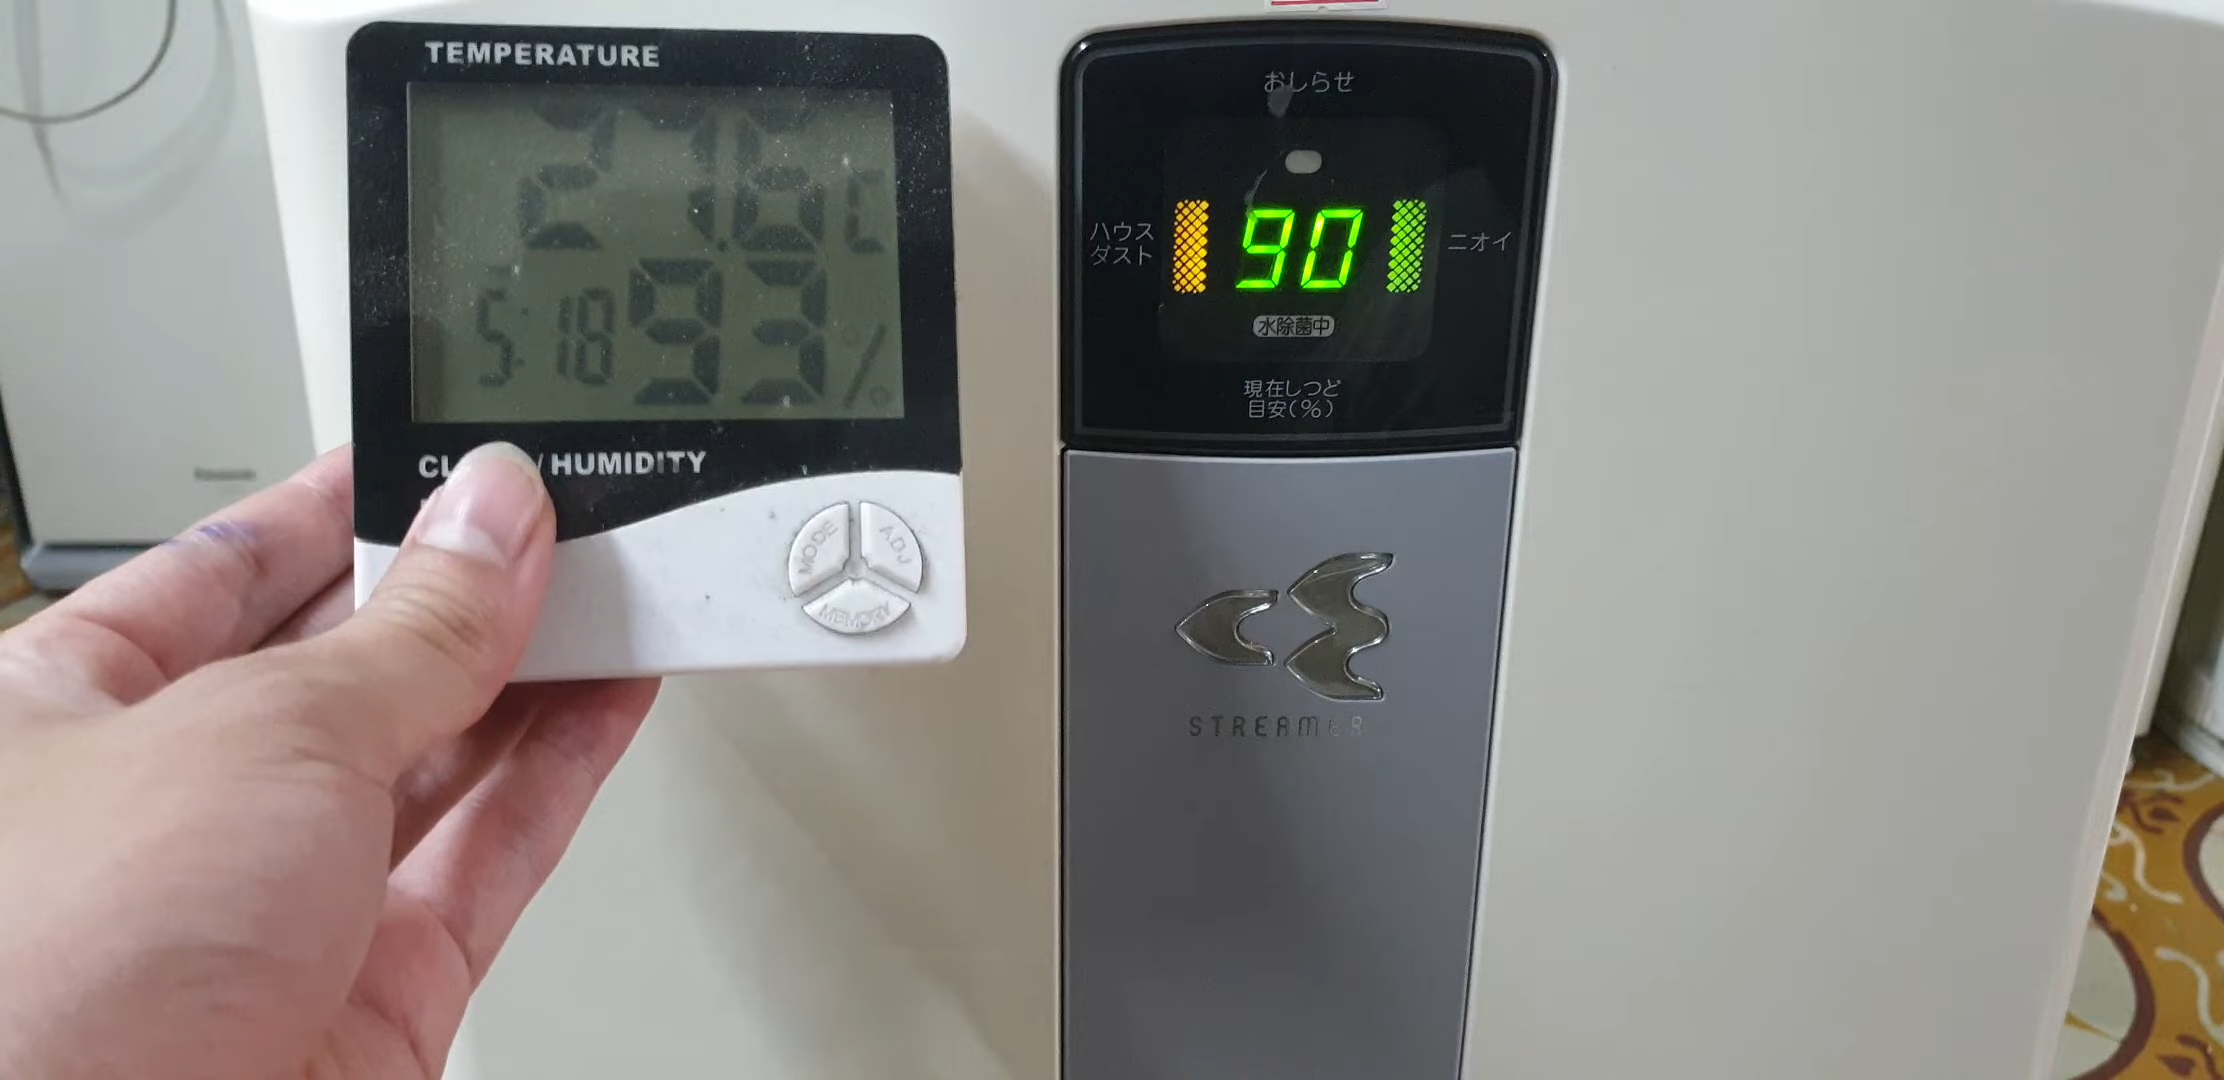 TEMPERATURE
27.6 °C
5:18 93 %
HUMIDITY
MODE
ADJ
MEMORY
おしらせ
ハウス
ダスト
90
ニオイ
水除菌中
現在しつど
目安(%)
STREAMER